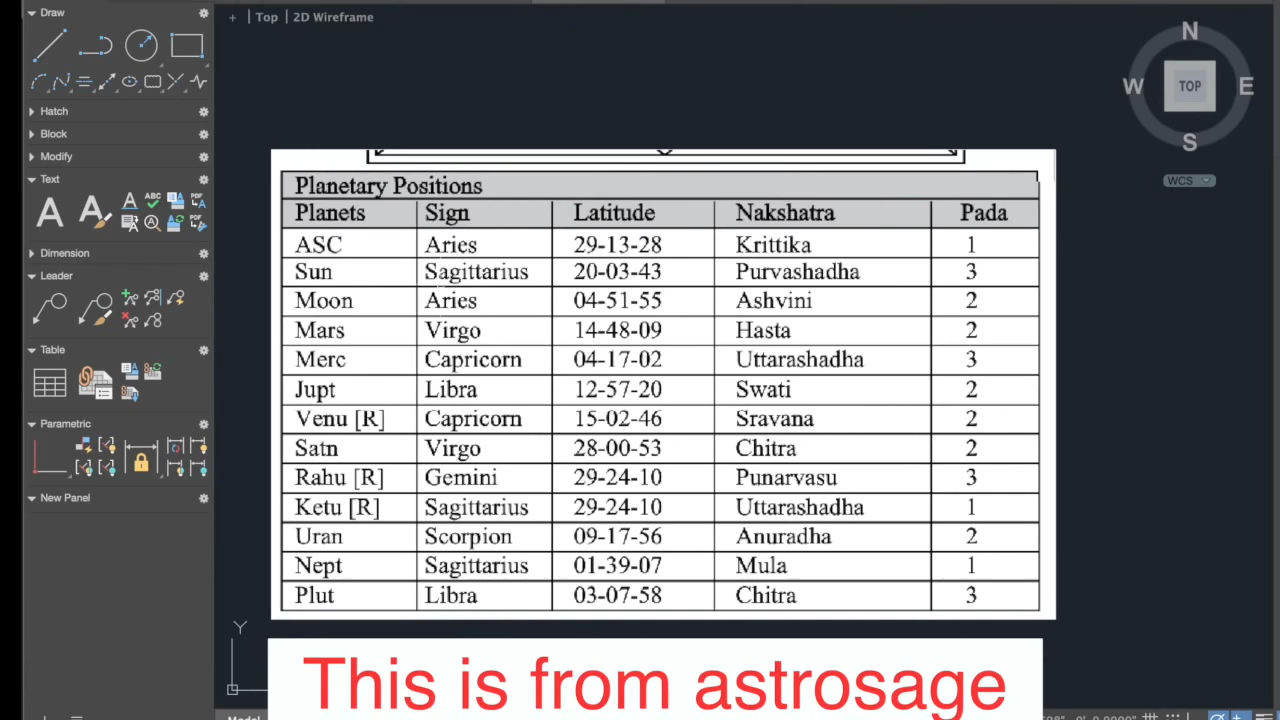 Draw
+ | Top | 2D Wireframe
N
W TOP E
S
WCS
Hatch
Block
Modify
Text
ABC
PDF
A A A PDF
Dimension
Leader
Table
Parametric
New Panel
Planetary Positions
Planets Sign Latitude Nakshatra Pada
ASC Aries 29-13-28 Krittika 1
Sun Sagittarius 20-03-43 Purvashadha 3
Moon Aries 04-51-55 Ashvini 2
Mars Virgo 14-48-09 Hasta 2
Merc Capricorn 04-17-02 Uttarashadha 3
Jupt Libra 12-57-20 Swati 2
Venu [R] Capricorn 15-02-46 Sravana 2
Satn Virgo 28-00-53 Chitra 2
Rahu [R] Gemini 29-24-10 Punarvasu 3
Ketu [R] Sagittarius 29-24-10 Uttarashadha 1
Uran Scorpion 09-17-56 Anuradha 2
Nept Sagittarius 01-39-07 Mula 1
Plut Libra 03-07-58 Chitra 3
Y
This is from astrosage